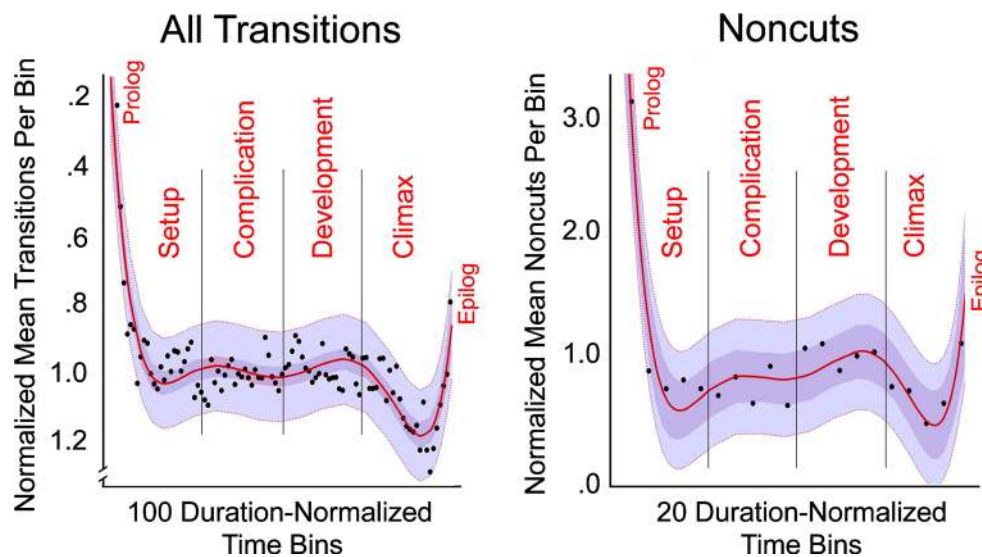 All Transitions
Normalized Mean Transitions Per Bin
.2
.4
.6
.8
1.0
1.2
Prolog
Setup
Complication
Development
Climax
Epilog
100 Duration-Normalized
Time Bins
Noncuts
Normalized Mean Noncuts Per Bin
3.0
2.0
1.0
.0
Prolog
Setup
Complication
Development
Climax
Epilog
20 Duration-Normalized
Time Bins